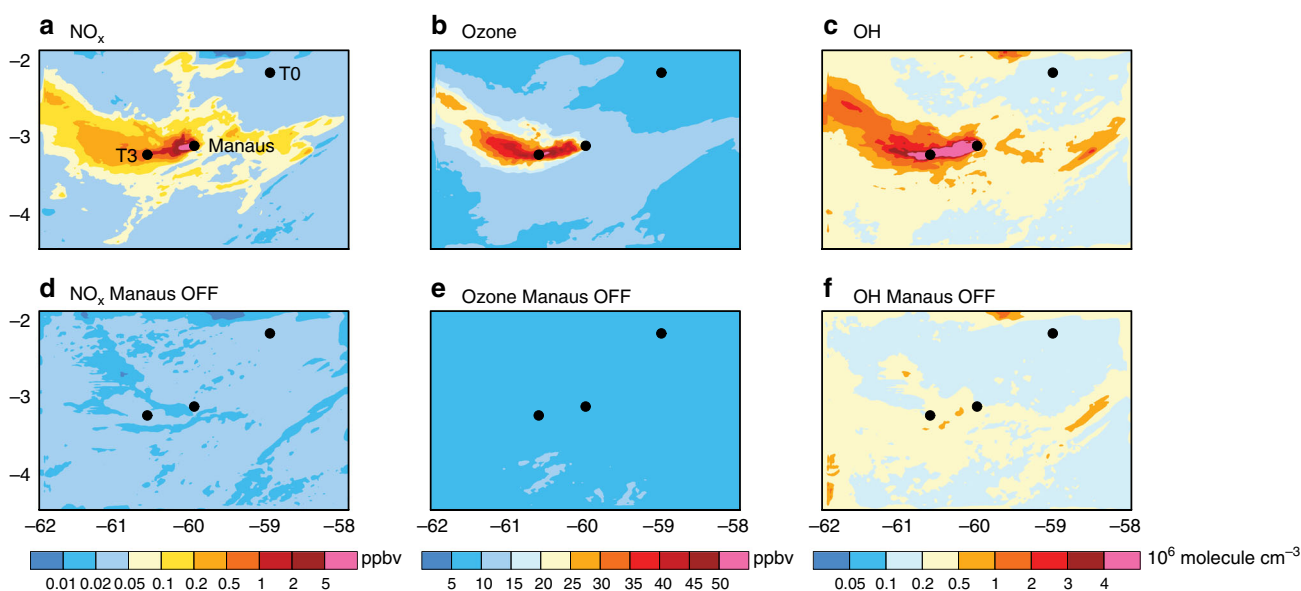 a NOx
b Ozone
c OH
−2
−3
−4
T0
Manaus
T3
d NOx Manaus OFF
e Ozone Manaus OFF
f OH Manaus OFF
−2
−3
−4
−62 −61 −60 −59 −58
−62 −61 −60 −59 −58
−62 −61 −60 −59 −58
ppbv
0.01 0.02 0.05 0.1 0.2 0.5 1 2 5
ppbv
5 10 15 20 25 30 35 40 45 50
10⁶ molecule cm⁻³
0.05 0.1 0.2 0.5 1 2 3 4